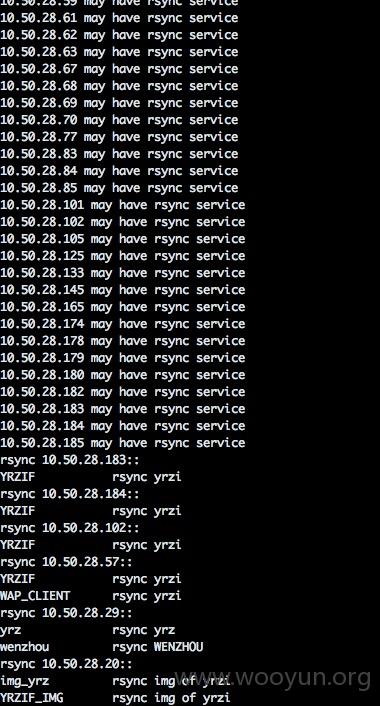 10.50.28.59 may have rsync service
10.50.28.61 may have rsync service
10.50.28.62 may have rsync service
10.50.28.63 may have rsync service
10.50.28.67 may have rsync service
10.50.28.68 may have rsync service
10.50.28.69 may have rsync service
10.50.28.70 may have rsync service
10.50.28.77 may have rsync service
10.50.28.83 may have rsync service
10.50.28.84 may have rsync service
10.50.28.85 may have rsync service
10.50.28.101 may have rsync service
10.50.28.102 may have rsync service
10.50.28.105 may have rsync service
10.50.28.125 may have rsync service
10.50.28.133 may have rsync service
10.50.28.145 may have rsync service
10.50.28.165 may have rsync service
10.50.28.174 may have rsync service
10.50.28.178 may have rsync service
10.50.28.179 may have rsync service
10.50.28.180 may have rsync service
10.50.28.182 may have rsync service
10.50.28.183 may have rsync service
10.50.28.184 may have rsync service
10.50.28.185 may have rsync service
rsync 10.50.28.183::
YRZIF rsync yrzi
rsync 10.50.28.184::
YRZIF rsync yrzi
rsync 10.50.28.102::
YRZIF rsync yrzi
rsync 10.50.28.57::
YRZIF rsync yrzi
WAP_CLIENT rsync yrzi
rsync 10.50.28.29::
yrz rsync yrz
wenzhou rsync WENZHOU
rsync 10.50.28.20::
img_yrz rsync img of yrzi
YRZIF_IMG rsync img of yrzi
www.wooyun.org